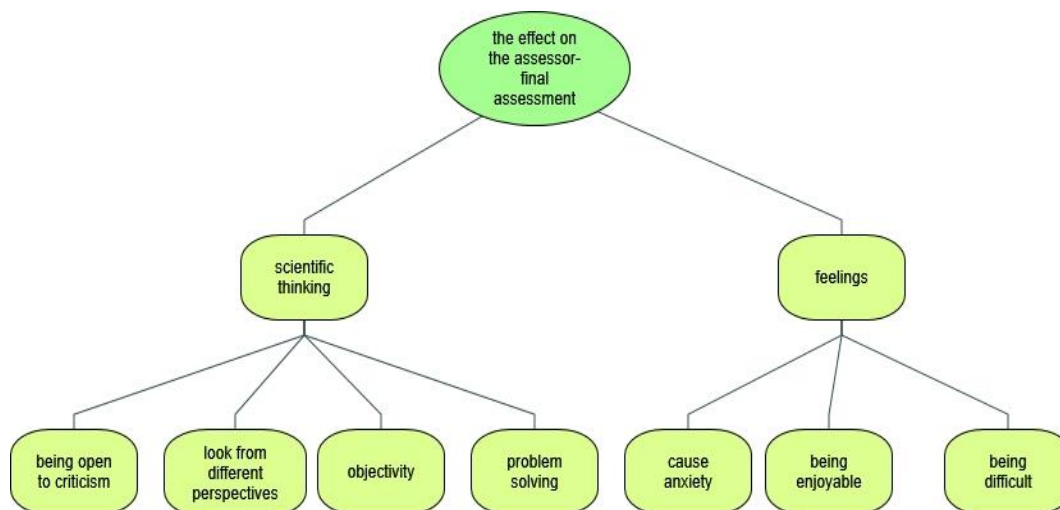 the effect on
the assessor-
final
assessment
scientific
thinking
feelings
being open
to criticism
look from
different
perspectives
objectivity
problem
solving
cause
anxiety
being
enjoyable
being
difficult